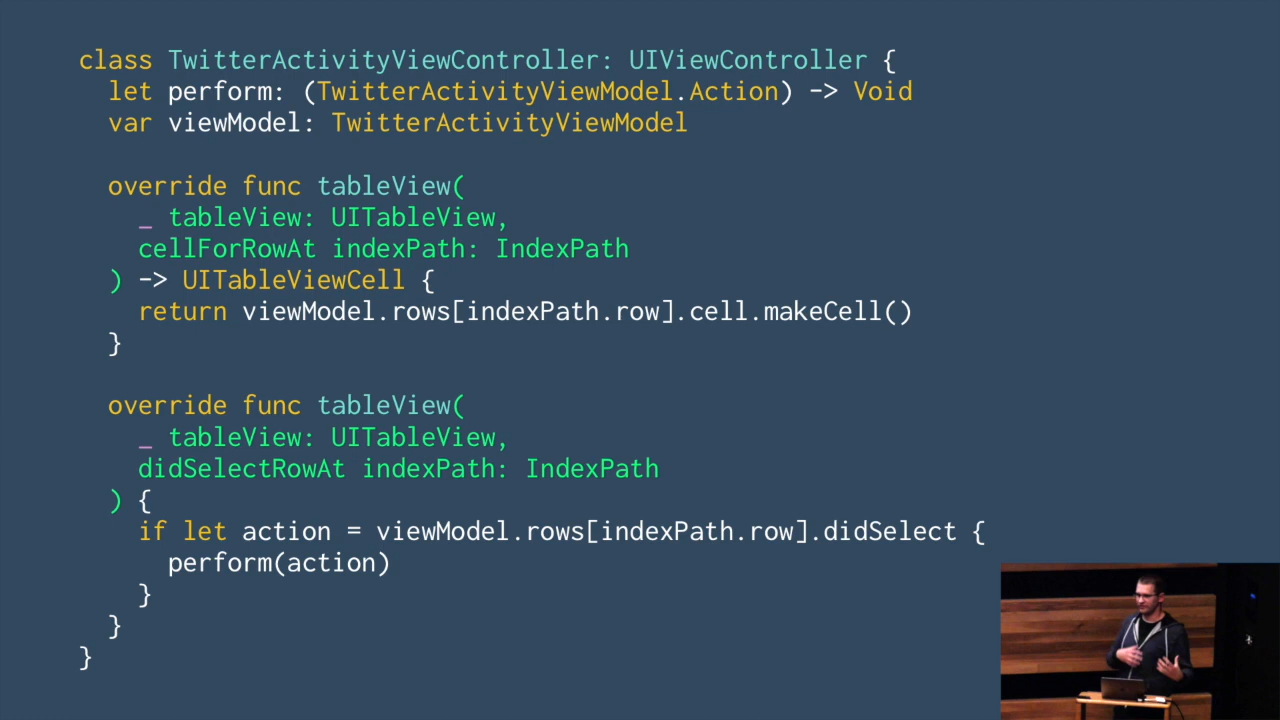 class TwitterActivityViewController: UIViewController {
let perform: (TwitterActivityViewModel.Action) -> Void
var viewModel: TwitterActivityViewModel
override func tableView(
_ tableView: UITableView,
cellForRowAt indexPath: IndexPath
) -> UITableViewCell {
return viewModel.rows[indexPath.row].cell.makeCell()
}
override func tableView(
_ tableView: UITableView,
didSelectRowAt indexPath: IndexPath
) {
if let action = viewModel.rows[indexPath.row].didSelect {
perform(action)
}
}
}